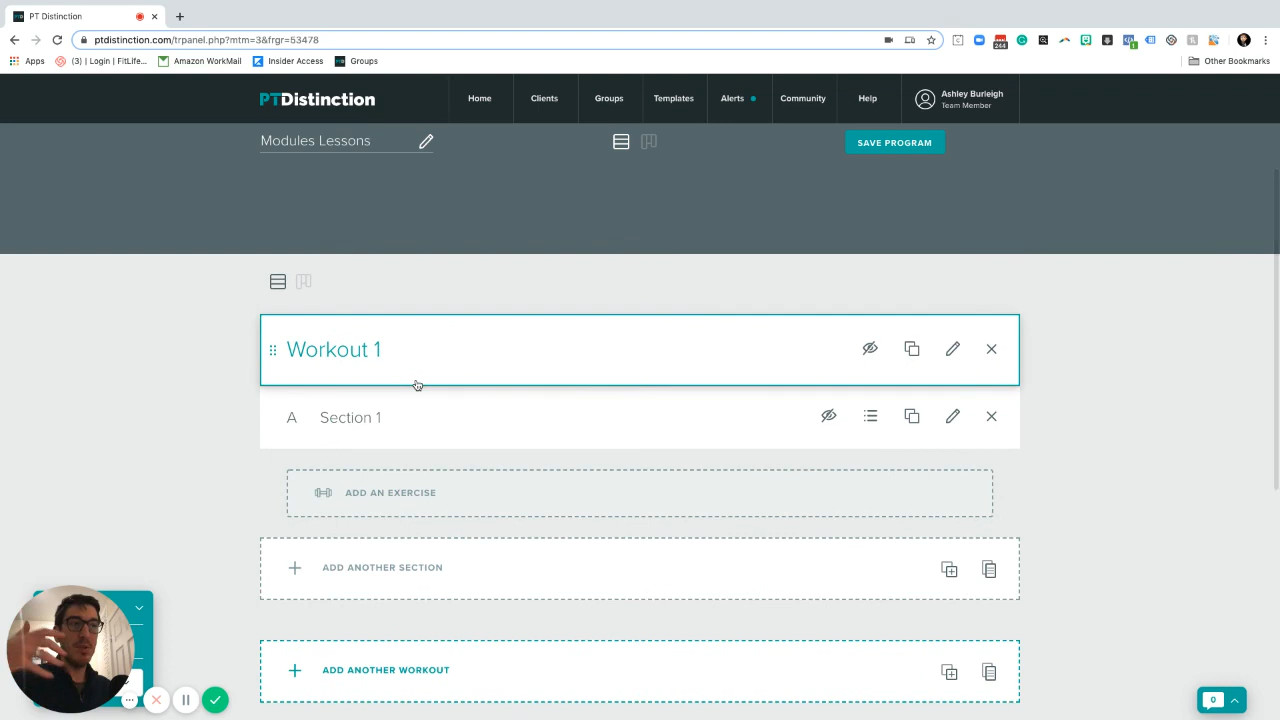 PT Distinction
ptdistinction.com/trpanel.php?mtm=3&frgr=53478
244
1
Apps
(3) | Login | FitLife...
Amazon WorkMail
Insider Access
Groups
Other Bookmarks
PTDistinction
Home
Clients
Groups
Templates
Alerts
Community
Help
Ashley Burleigh
Team Member
Modules Lessons
SAVE PROGRAM
Workout 1
A Section 1
ADD AN EXERCISE
ADD ANOTHER SECTION
ADD ANOTHER WORKOUT
0